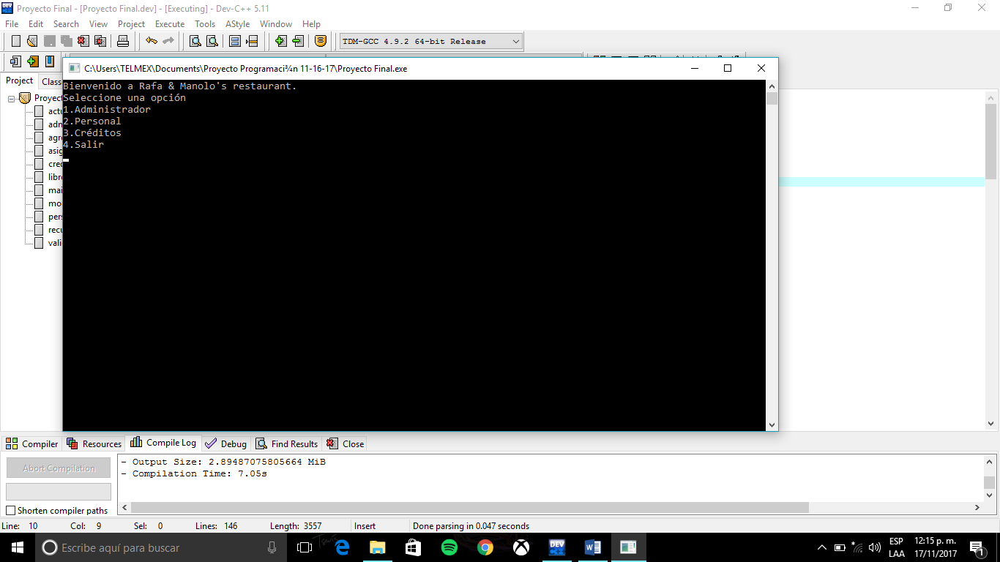 Proyecto Final - [Proyecto Final.dev] - [Executing] - Dev-C++ 5.11
File Edit Search View Project Execute Tools AStyle Window Help
TDM-GCC 4.9.2 64-bit Release
C:\Users\TELMEX\Documents\Proyecto Programaci¾n 11-16-17\Proyecto Final.exe
Project Class
Proyect
actu
adm
agre
asig
cred
libre
mai
mo
pers
recu
vali
Bienvenido a Rafa & Manolo's restaurant.
Seleccione una opción
1.Administrador
2.Personal
3.Créditos
4.Salir
Compiler Resources Compile Log Debug Find Results Close
Abort Compilation
Shorten compiler paths
- Output Size: 2.89487075805664 MiB
- Compilation Time: 7.05s
Line: 10 Col: 9 Sel: 0 Lines: 146 Length: 3557 Insert Done parsing in 0.047 seconds
Escribe aquí para buscar
DEV
ESP
LAA
12:15 p. m.
17/11/2017
1